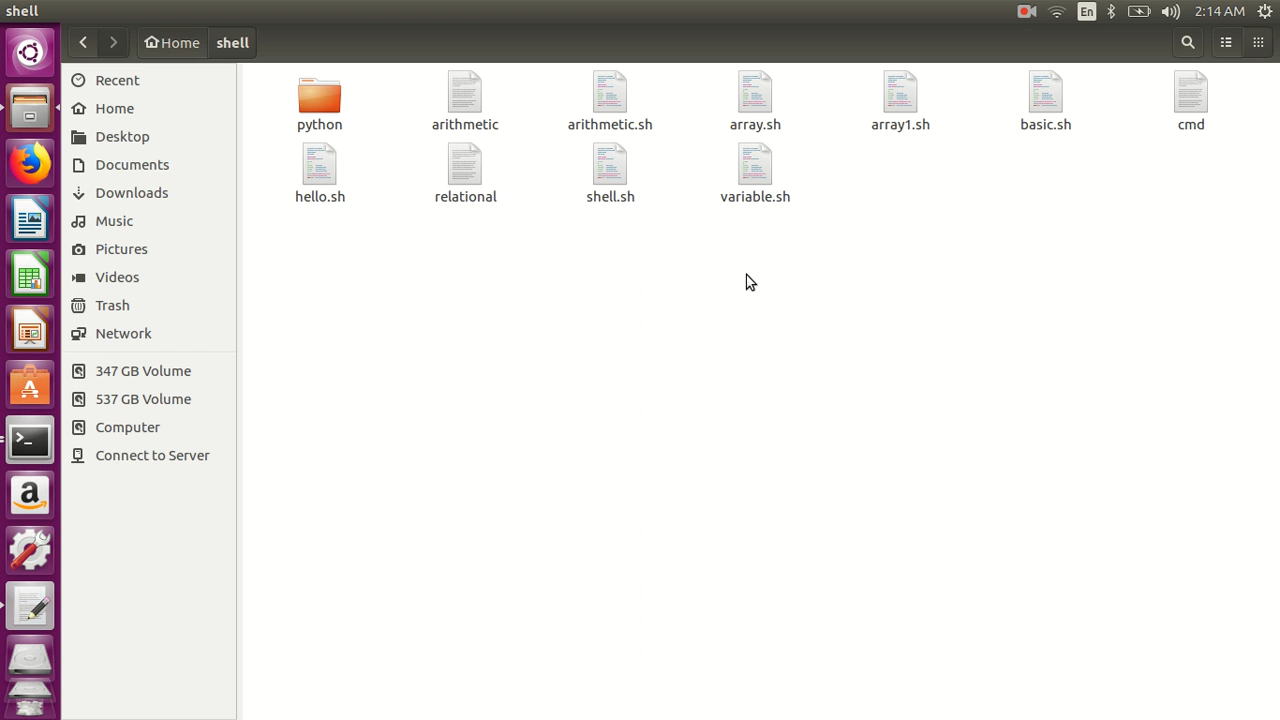 shell
En
2:14 AM
Home shell
Recent
Home
Desktop
Documents
Downloads
Music
Pictures
Videos
Trash
Network
347 GB Volume
537 GB Volume
Computer
Connect to Server
python arithmetic arithmetic.sh array.sh array1.sh basic.sh cmd
hello.sh relational shell.sh variable.sh